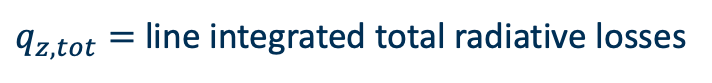 q_{z,tot} = line integrated total radiative losses